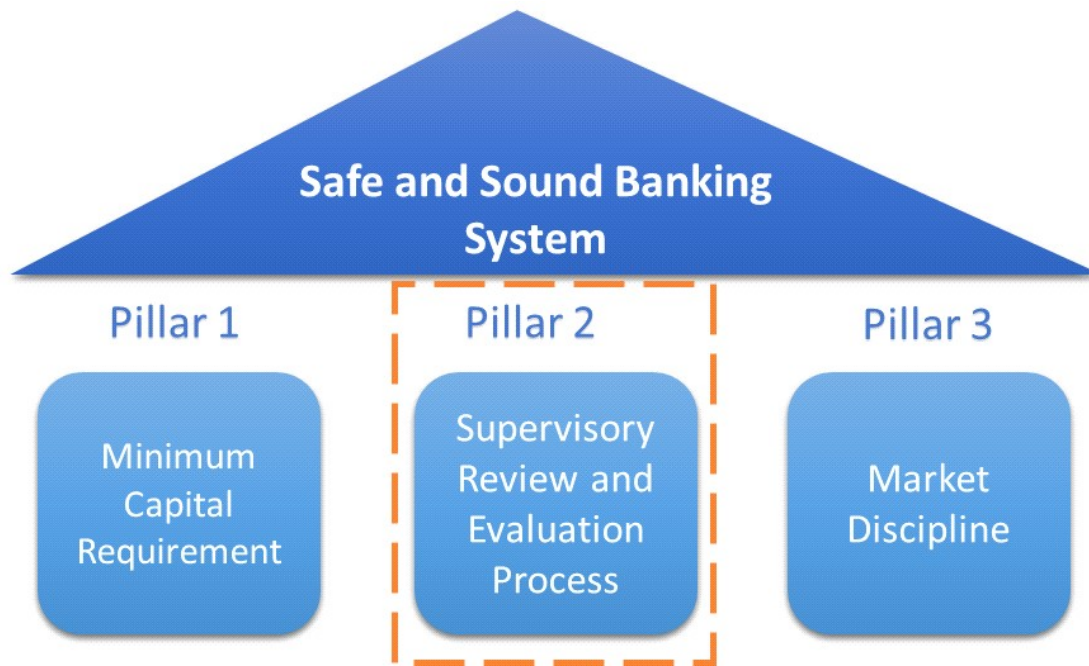 Safe and Sound Banking
System
Pillar 1
Pillar 2
Pillar 3
Minimum
Capital
Requirement
Supervisory
Review and
Evaluation
Process
Market
Discipline